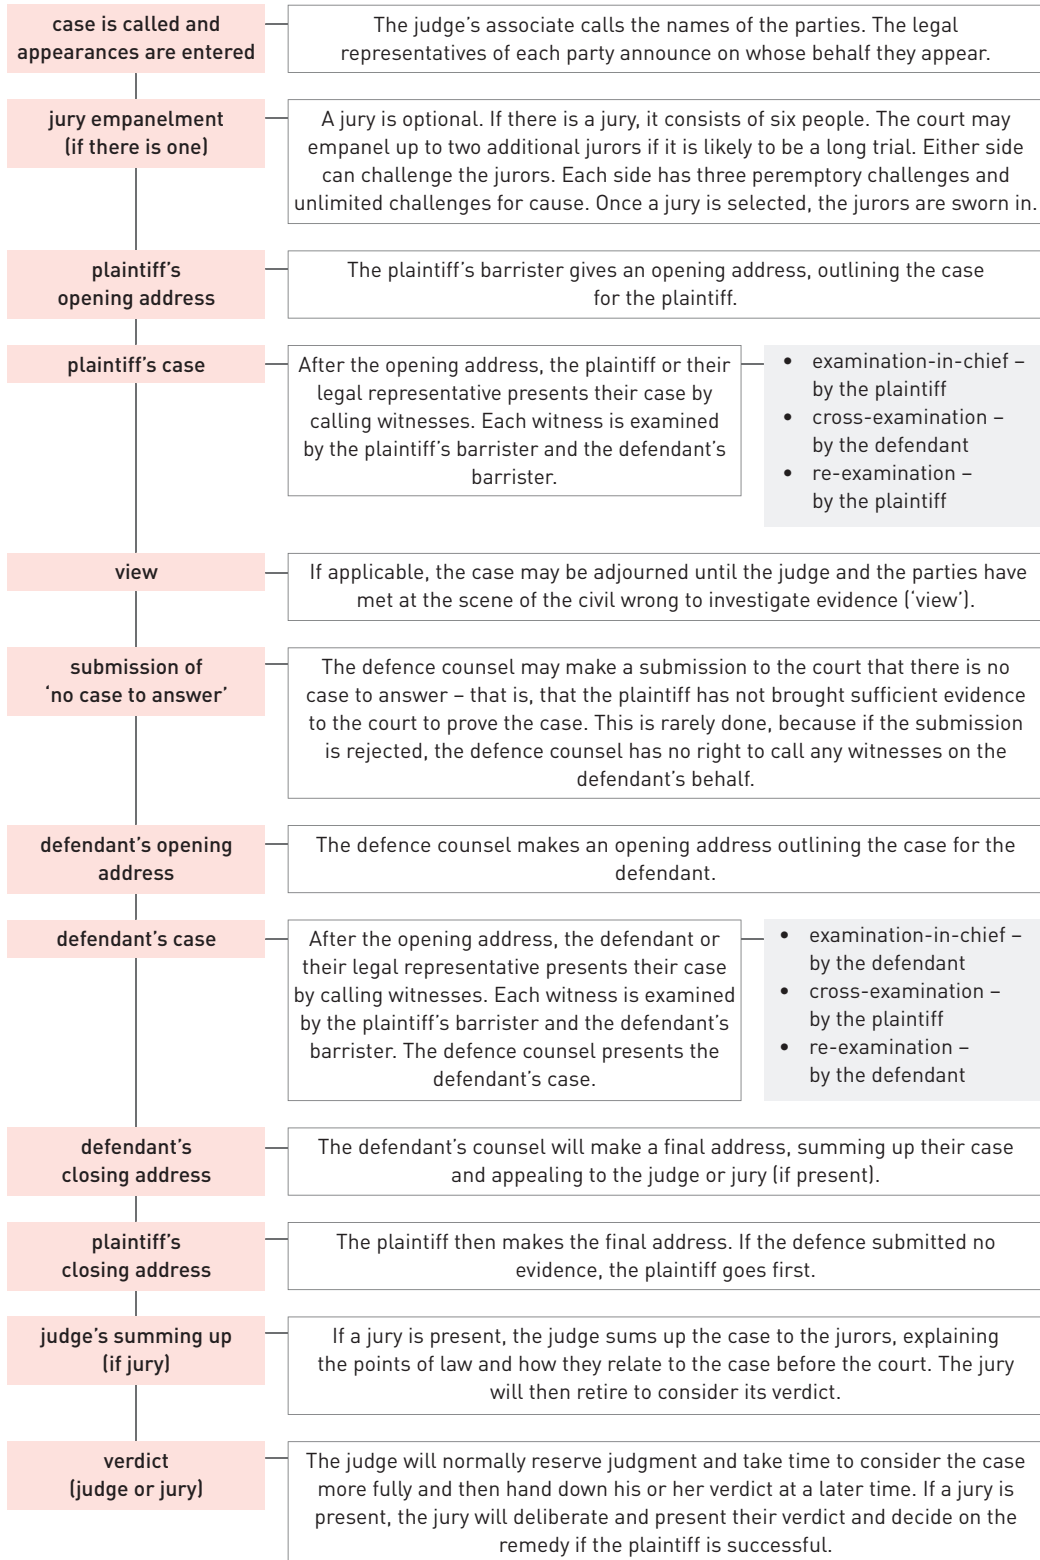 case is called and
appearances are entered
The judge's associate calls the names of the parties. The legal
representatives of each party announce on whose behalf they appear.
jury empanelment
(if there is one)
A jury is optional. If there is a jury, it consists of six people. The court may
empanel up to two additional jurors if it is likely to be a long trial. Either side
can challenge the jurors. Each side has three peremptory challenges and
unlimited challenges for cause. Once a jury is selected, the jurors are sworn in.
plaintiff's
opening address
The plaintiff's barrister gives an opening address, outlining the case
for the plaintiff.
plaintiff's case
After the opening address, the plaintiff or their
legal representative presents their case by
calling witnesses. Each witness is examined
by the plaintiff's barrister and the defendant's
barrister.
• examination-in-chief –
by the plaintiff
• cross-examination –
by the defendant
• re-examination –
by the plaintiff
view
If applicable, the case may be adjourned until the judge and the parties have
met at the scene of the civil wrong to investigate evidence ('view').
submission of
'no case to answer'
The defence counsel may make a submission to the court that there is no
case to answer – that is, that the plaintiff has not brought sufficient evidence
to the court to prove the case. This is rarely done, because if the submission
is rejected, the defence counsel has no right to call any witnesses on the
defendant's behalf.
defendant's opening
address
The defence counsel makes an opening address outlining the case for the
defendant.
defendant's case
After the opening address, the defendant or
their legal representative presents their case
by calling witnesses. Each witness is examined
by the plaintiff's barrister and the defendant's
barrister. The defence counsel presents the
defendant's case.
• examination-in-chief –
by the defendant
• cross-examination –
by the plaintiff
• re-examination –
by the defendant
defendant's
closing address
The defendant's counsel will make a final address, summing up their case
and appealing to the judge or jury (if present).
plaintiff's
closing address
The plaintiff then makes the final address. If the defence submitted no
evidence, the plaintiff goes first.
judge's summing up
(if jury)
If a jury is present, the judge sums up the case to the jurors, explaining
the points of law and how they relate to the case before the court. The jury
will then retire to consider its verdict.
verdict
(judge or jury)
The judge will normally reserve judgment and take time to consider the case
more fully and then hand down his or her verdict at a later time. If a jury is
present, the jury will deliberate and present their verdict and decide on the
remedy if the plaintiff is successful.